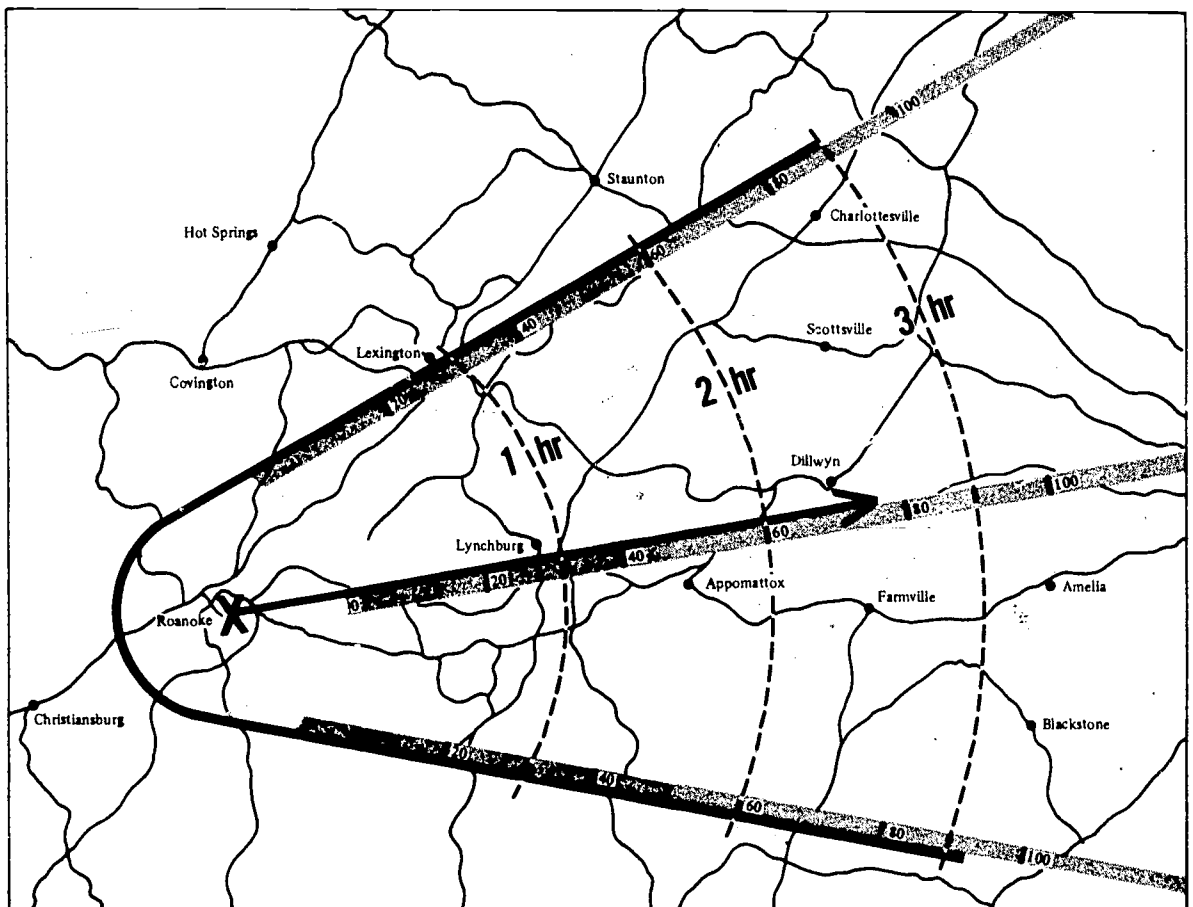 100
Staunton
80
Charlottesville
Hot Springs
60
40
3 hr
Scottsville
Lexington
Covington
20
2 hr
1 hr
Dillwyn
100
80
60
Lynchburg
40
20
0
Appomattox
Amelia
Farmville
Roanoke
X
Christiansburg
Blackstone
20
40
60
80
100